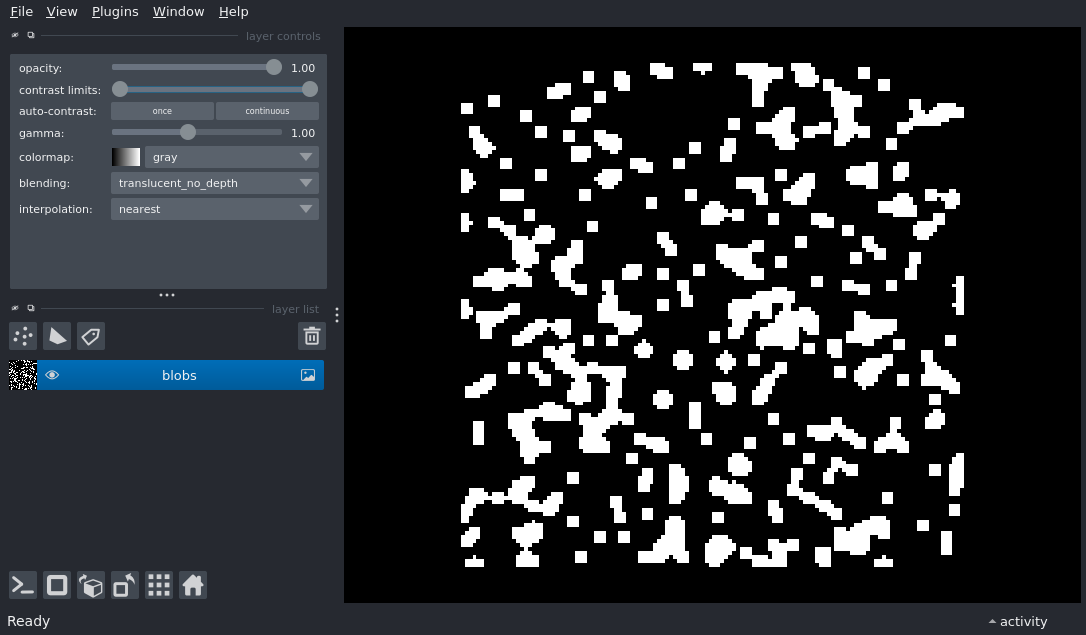 File View Plugins Window Help
layer controls
opacity: 1.00
contrast limits:
auto-contrast: once continuous
gamma: 1.00
colormap: gray
blending: translucent_no_depth
interpolation: nearest
layer list
blobs
Ready activity